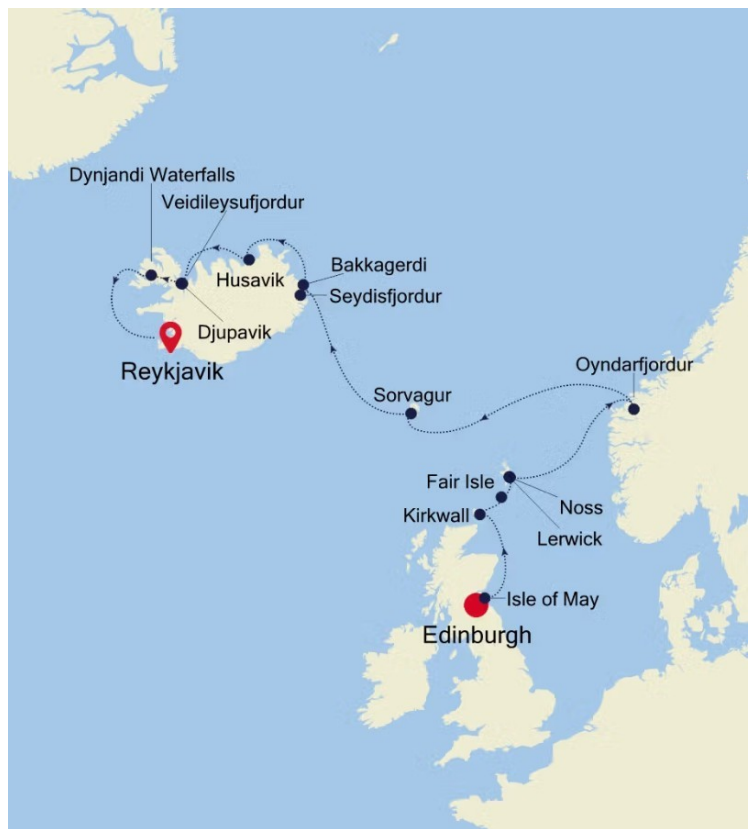 Dynjandi Waterfalls
Veidileysufjordur
Bakkagerdi
Husavik
Seydisfjordur
Djupavik
Reykjavik
Oyndarfjordur
Sorvagur
Fair Isle
Noss
Kirkwall
Lerwick
Isle of May
Edinburgh